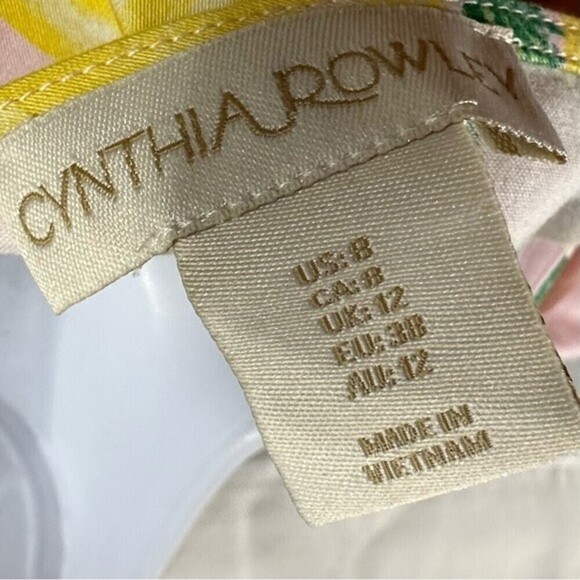 CYNTHIA ROWLEY
US: 8
CA: 8
UK: 12
EU: 38
AU: 12
MADE IN
VIETNAM